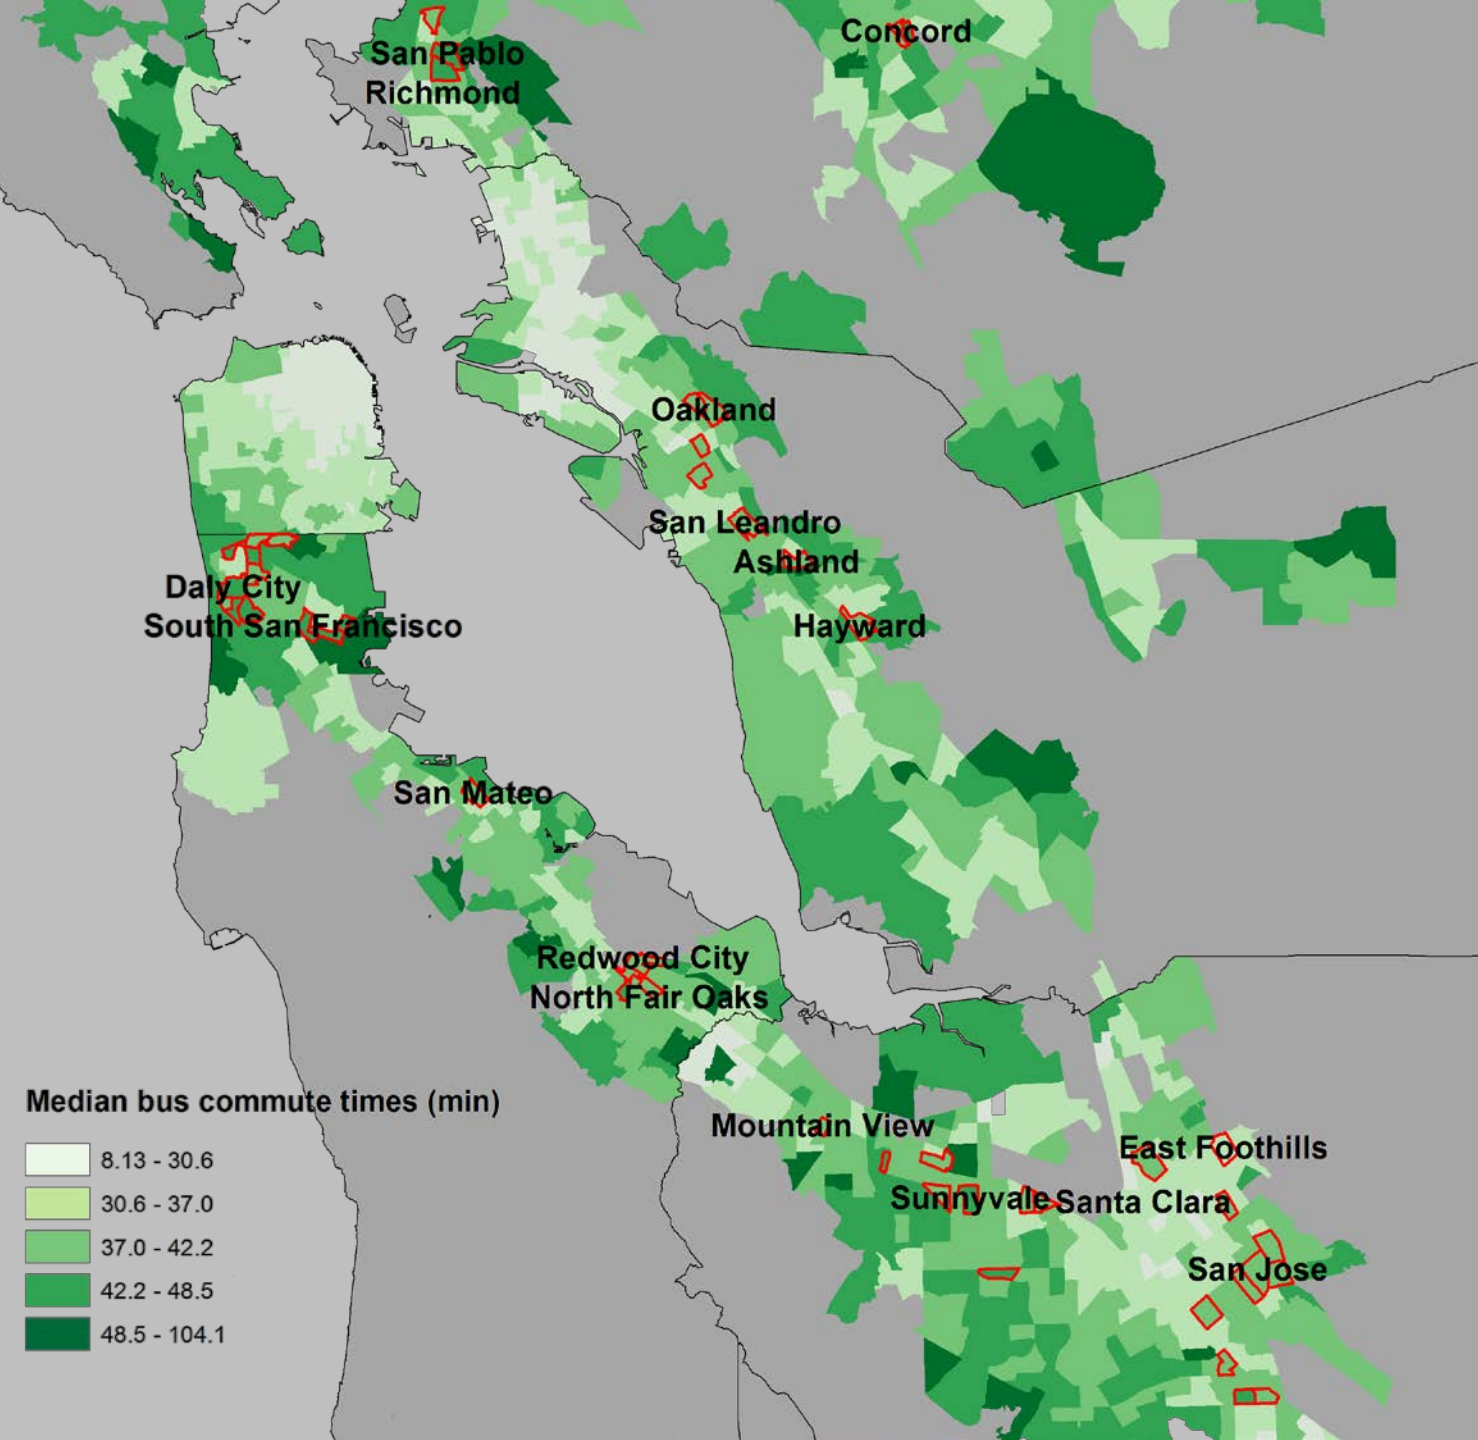 Concord
San Pablo
Richmond
Oakland
San Leandro
Ashland
Daly City
South San Francisco
Hayward
San Mateo
Redwood City
North Fair Oaks
Median bus commute times (min)
8.13 - 30.6
30.6 - 37.0
37.0 - 42.2
42.2 - 48.5
48.5 - 104.1
Mountain View
East Foothills
Sunnyvale
Santa Clara
San Jose